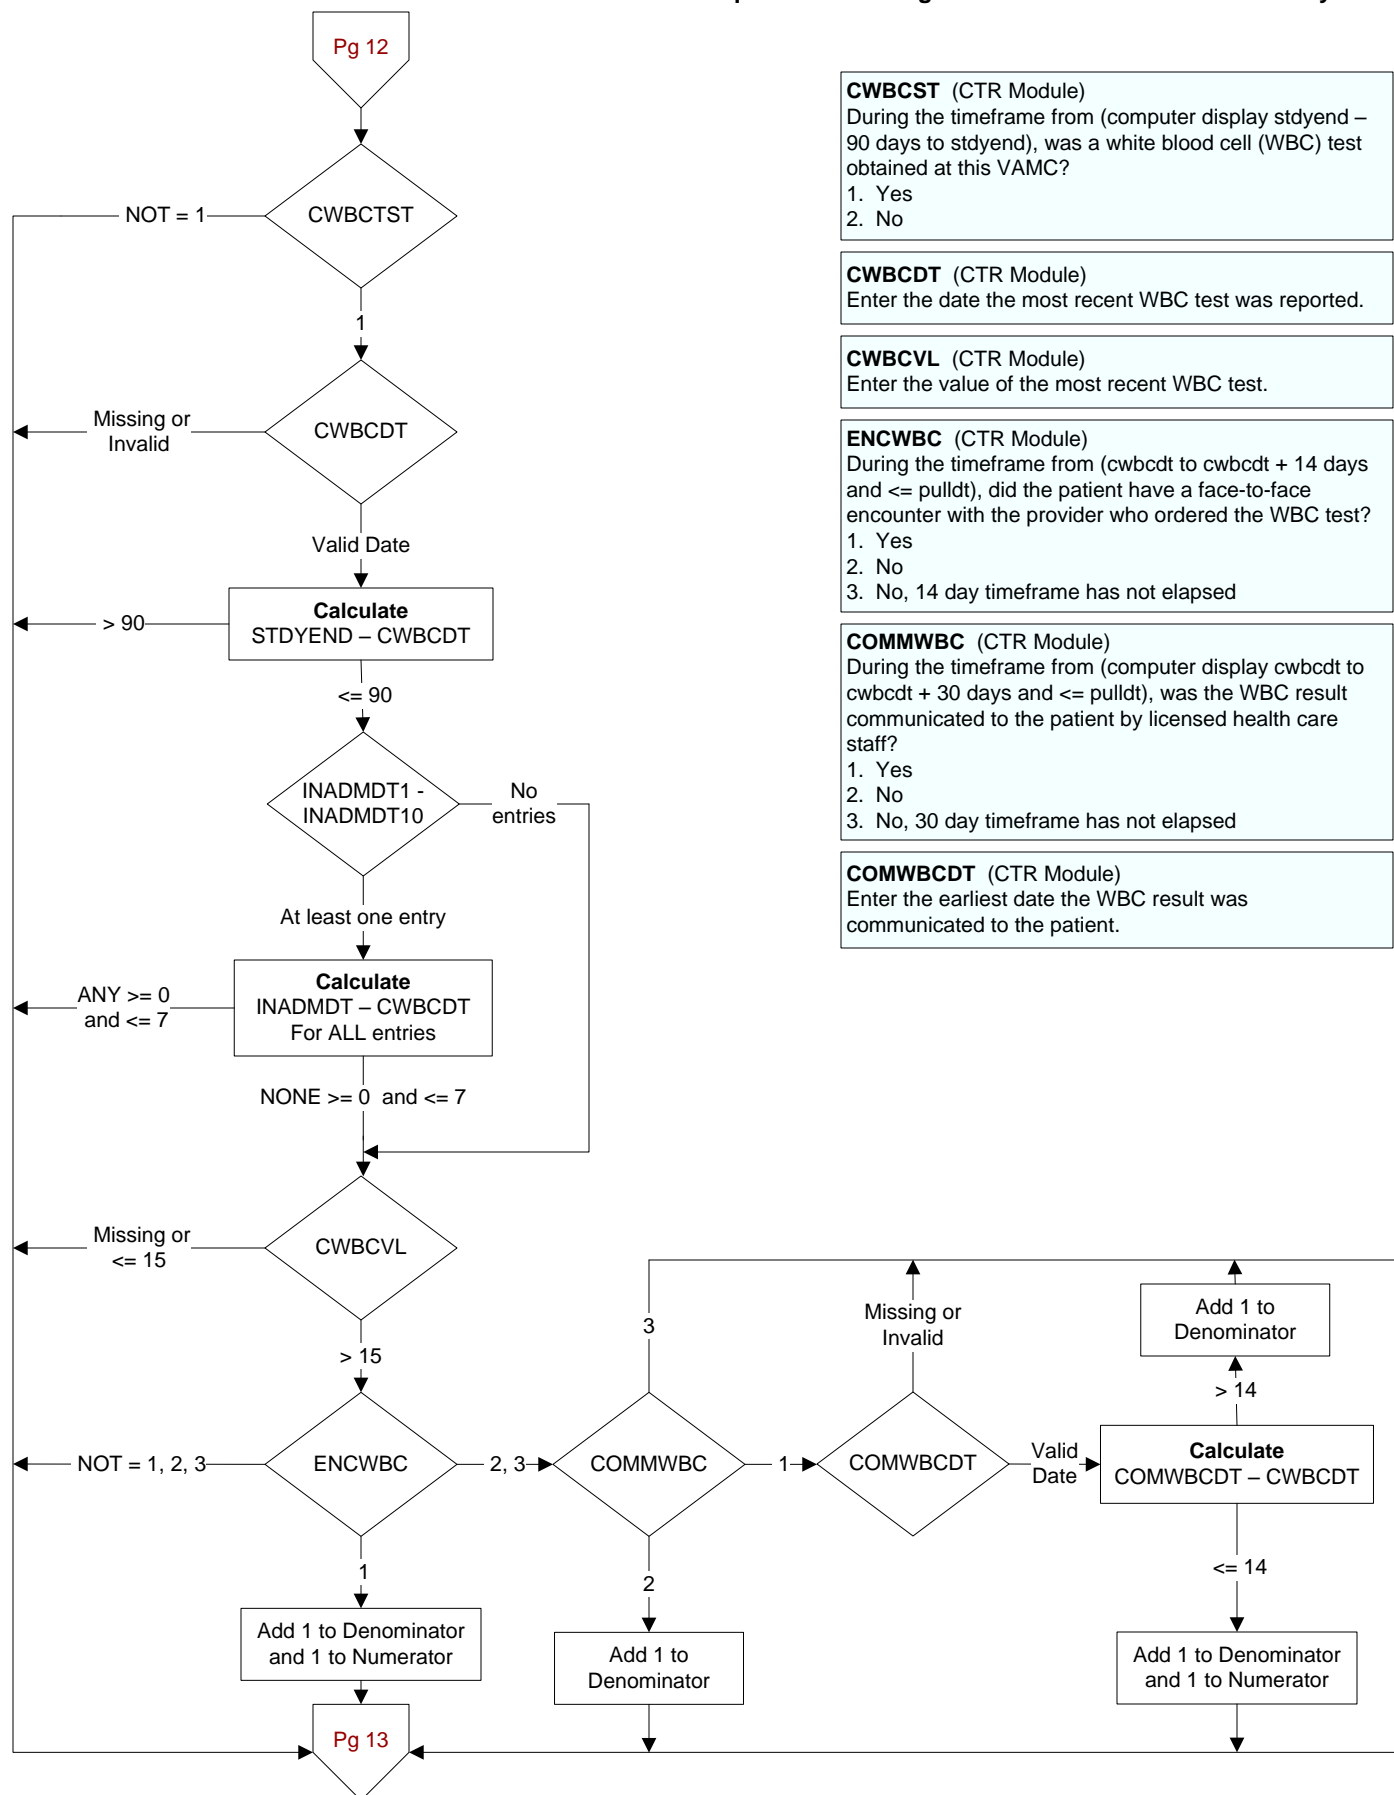 Pg 12
CWBCTST
NOT = 1
1
CWBCDT
Missing or
Invalid
Valid Date
Calculate
STDYEND – CWBCDT
> 90
<= 90
INADMDT1 -
INADMDT10
No
entries
At least one entry
Calculate
INADMDT – CWBCDT
For ALL entries
ANY >= 0
and <= 7
NONE >= 0  and <= 7
CWBCVL
Missing or
<= 15
> 15
ENCWBC
NOT = 1, 2, 3
2, 3
1
Add 1 to Denominator
and 1 to Numerator
Pg 13
COMMWBC
3
1
2
Add 1 to
Denominator
COMWBCDT
Missing or
Invalid
Valid
Date
Calculate
COMWBCDT – CWBCDT
> 14
Add 1 to
Denominator
<= 14
Add 1 to Denominator
and 1 to Numerator
CWBCST  (CTR Module)
During the timeframe from (computer display stdyend –
90 days to stdyend), was a white blood cell (WBC) test
obtained at this VAMC?
1.  Yes
2.  No
CWBCDT  (CTR Module)
Enter the date the most recent WBC test was reported.
CWBCVL  (CTR Module)
Enter the value of the most recent WBC test.
ENCWBC  (CTR Module)
During the timeframe from (cwbcdt to cwbcdt + 14 days
and <= pulldt), did the patient have a face-to-face
encounter with the provider who ordered the WBC test?
1.  Yes
2.  No
3.  No, 14 day timeframe has not elapsed
COMMWBC  (CTR Module)
During the timeframe from (computer display cwbcdt to
cwbcdt + 30 days and <= pulldt), was the WBC result
communicated to the patient by licensed health care
staff?
1.  Yes
2.  No
3.  No, 30 day timeframe has not elapsed
COMWBCDT  (CTR Module)
Enter the earliest date the WBC result was
communicated to the patient.